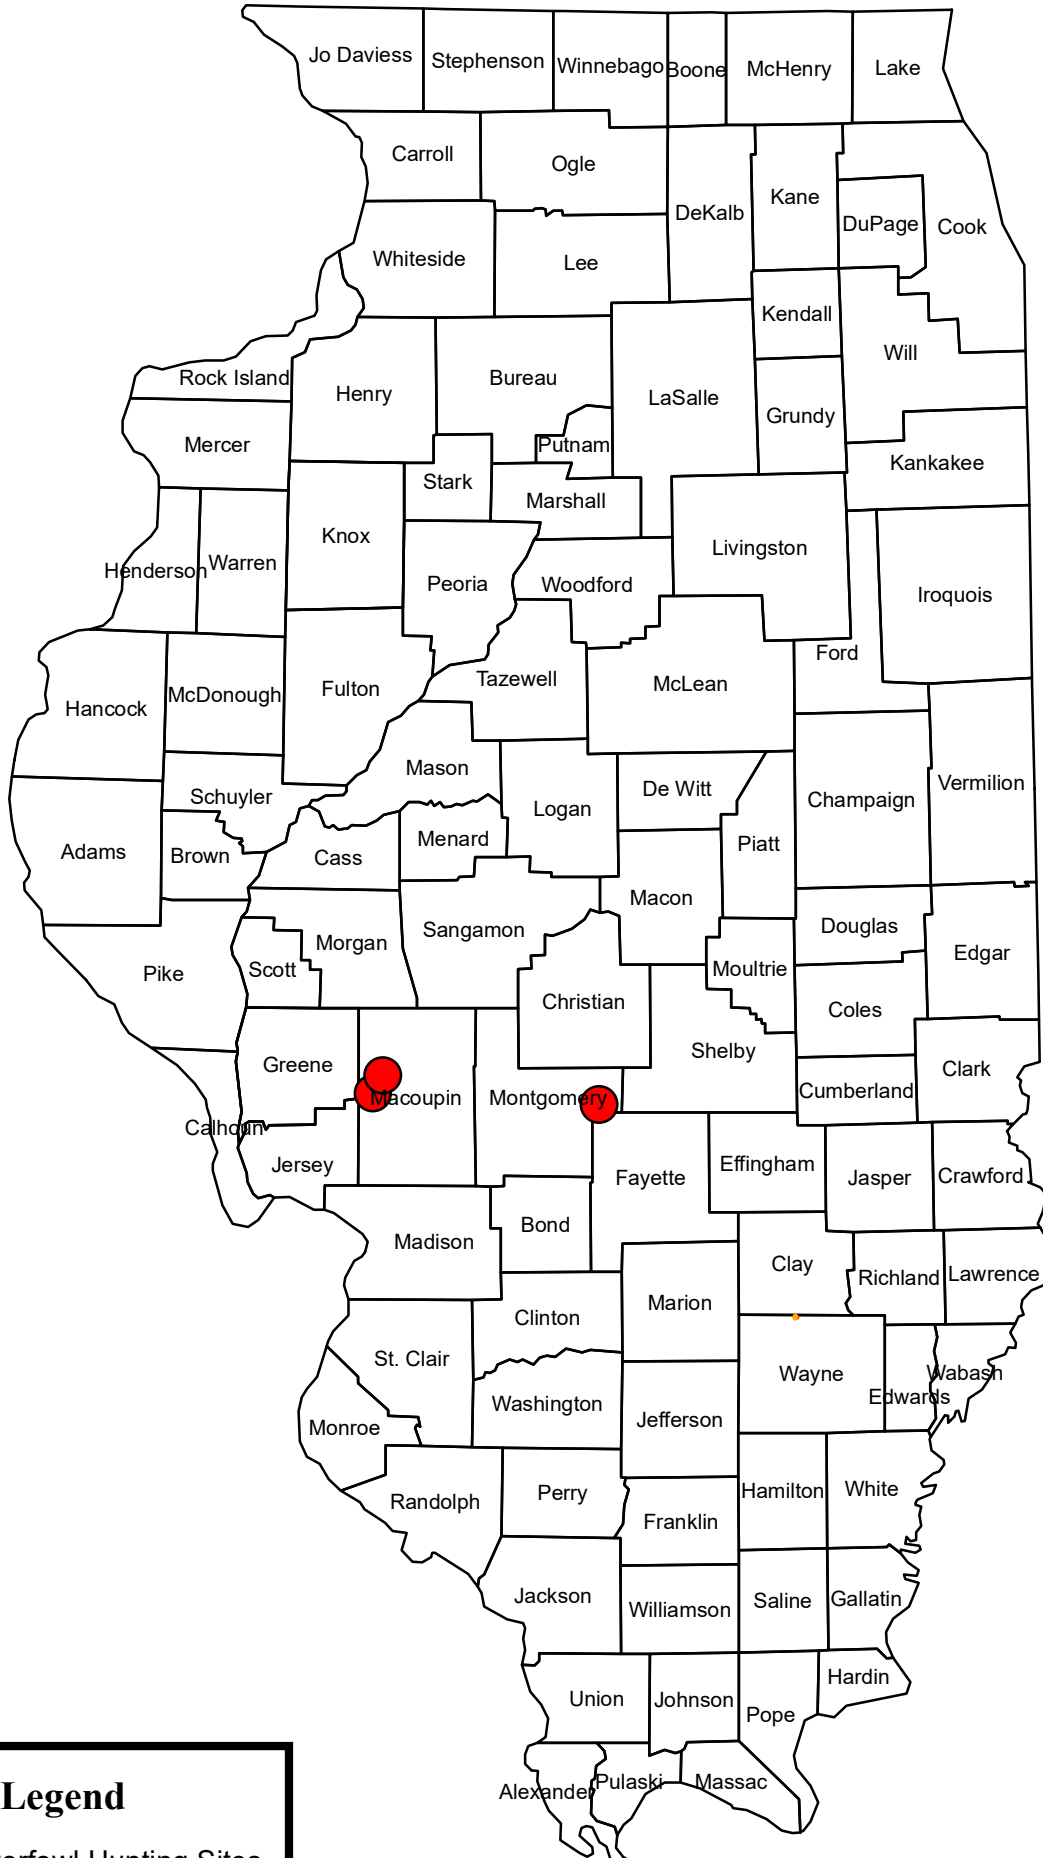 Jo Daviess
Stephenson
Winnebago
Boone
McHenry
Lake
Carroll
Ogle
DeKalb
Kane
DuPage
Cook
Whiteside
Lee
Kendall
Will
Rock Island
Henry
Bureau
LaSalle
Grundy
Mercer
Putnam
Kankakee
Stark
Marshall
Knox
Livingston
Henderson
Warren
Peoria
Woodford
Iroquois
Ford
Hancock
McDonough
Fulton
Tazewell
McLean
Mason
Schuyler
Logan
De Witt
Champaign
Vermilion
Adams
Brown
Cass
Menard
Piatt
Macon
Pike
Scott
Morgan
Sangamon
Douglas
Edgar
Moultrie
Christian
Coles
Shelby
Greene
Clark
Macoupin
Montgomery
Cumberland
Calhoun
Jersey
Fayette
Effingham
Jasper
Crawford
Bond
Madison
Clay
Richland
Lawrence
Marion
Clinton
St. Clair
Wayne
Wabash
Edwards
Washington
Jefferson
Monroe
Randolph
Perry
Hamilton
White
Franklin
Jackson
Williamson
Saline
Gallatin
Hardin
Union
Johnson
Pope
Alexander
Pulaski
Massac
Legend
Hunting Sites